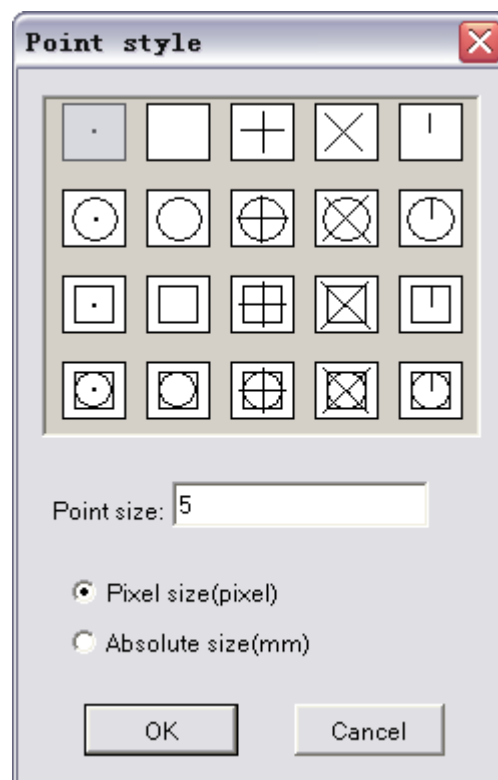 Point style
Point size: 5
Pixel size(pixel)
Absolute size(mm)
OK Cancel